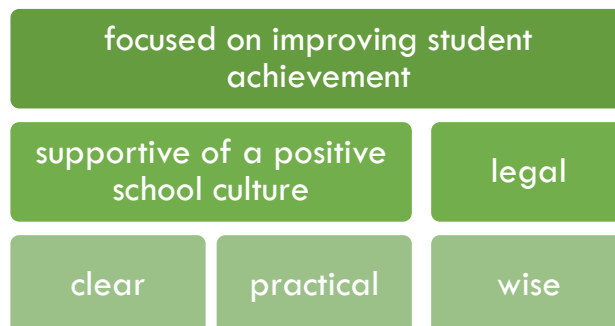 focused on improving student
achievement
supportive of a positive
school culture
legal
clear
practical
wise